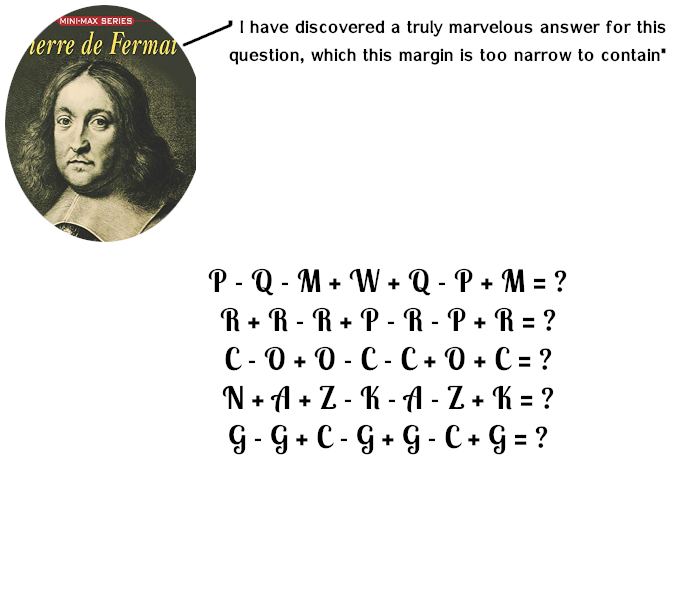 MINI-MAX SERIES
ierre de Fermat
" I have discovered a truly marvelous answer for this
question, which this margin is too narrow to contain"
P - Q - M + W + Q - P + M = ?
R + R - R + P - R - P + R = ?
C - O + O - C - C + O + C = ?
N + A + Z - K - A - Z + K = ?
G - G + C - G + G - C + G = ?